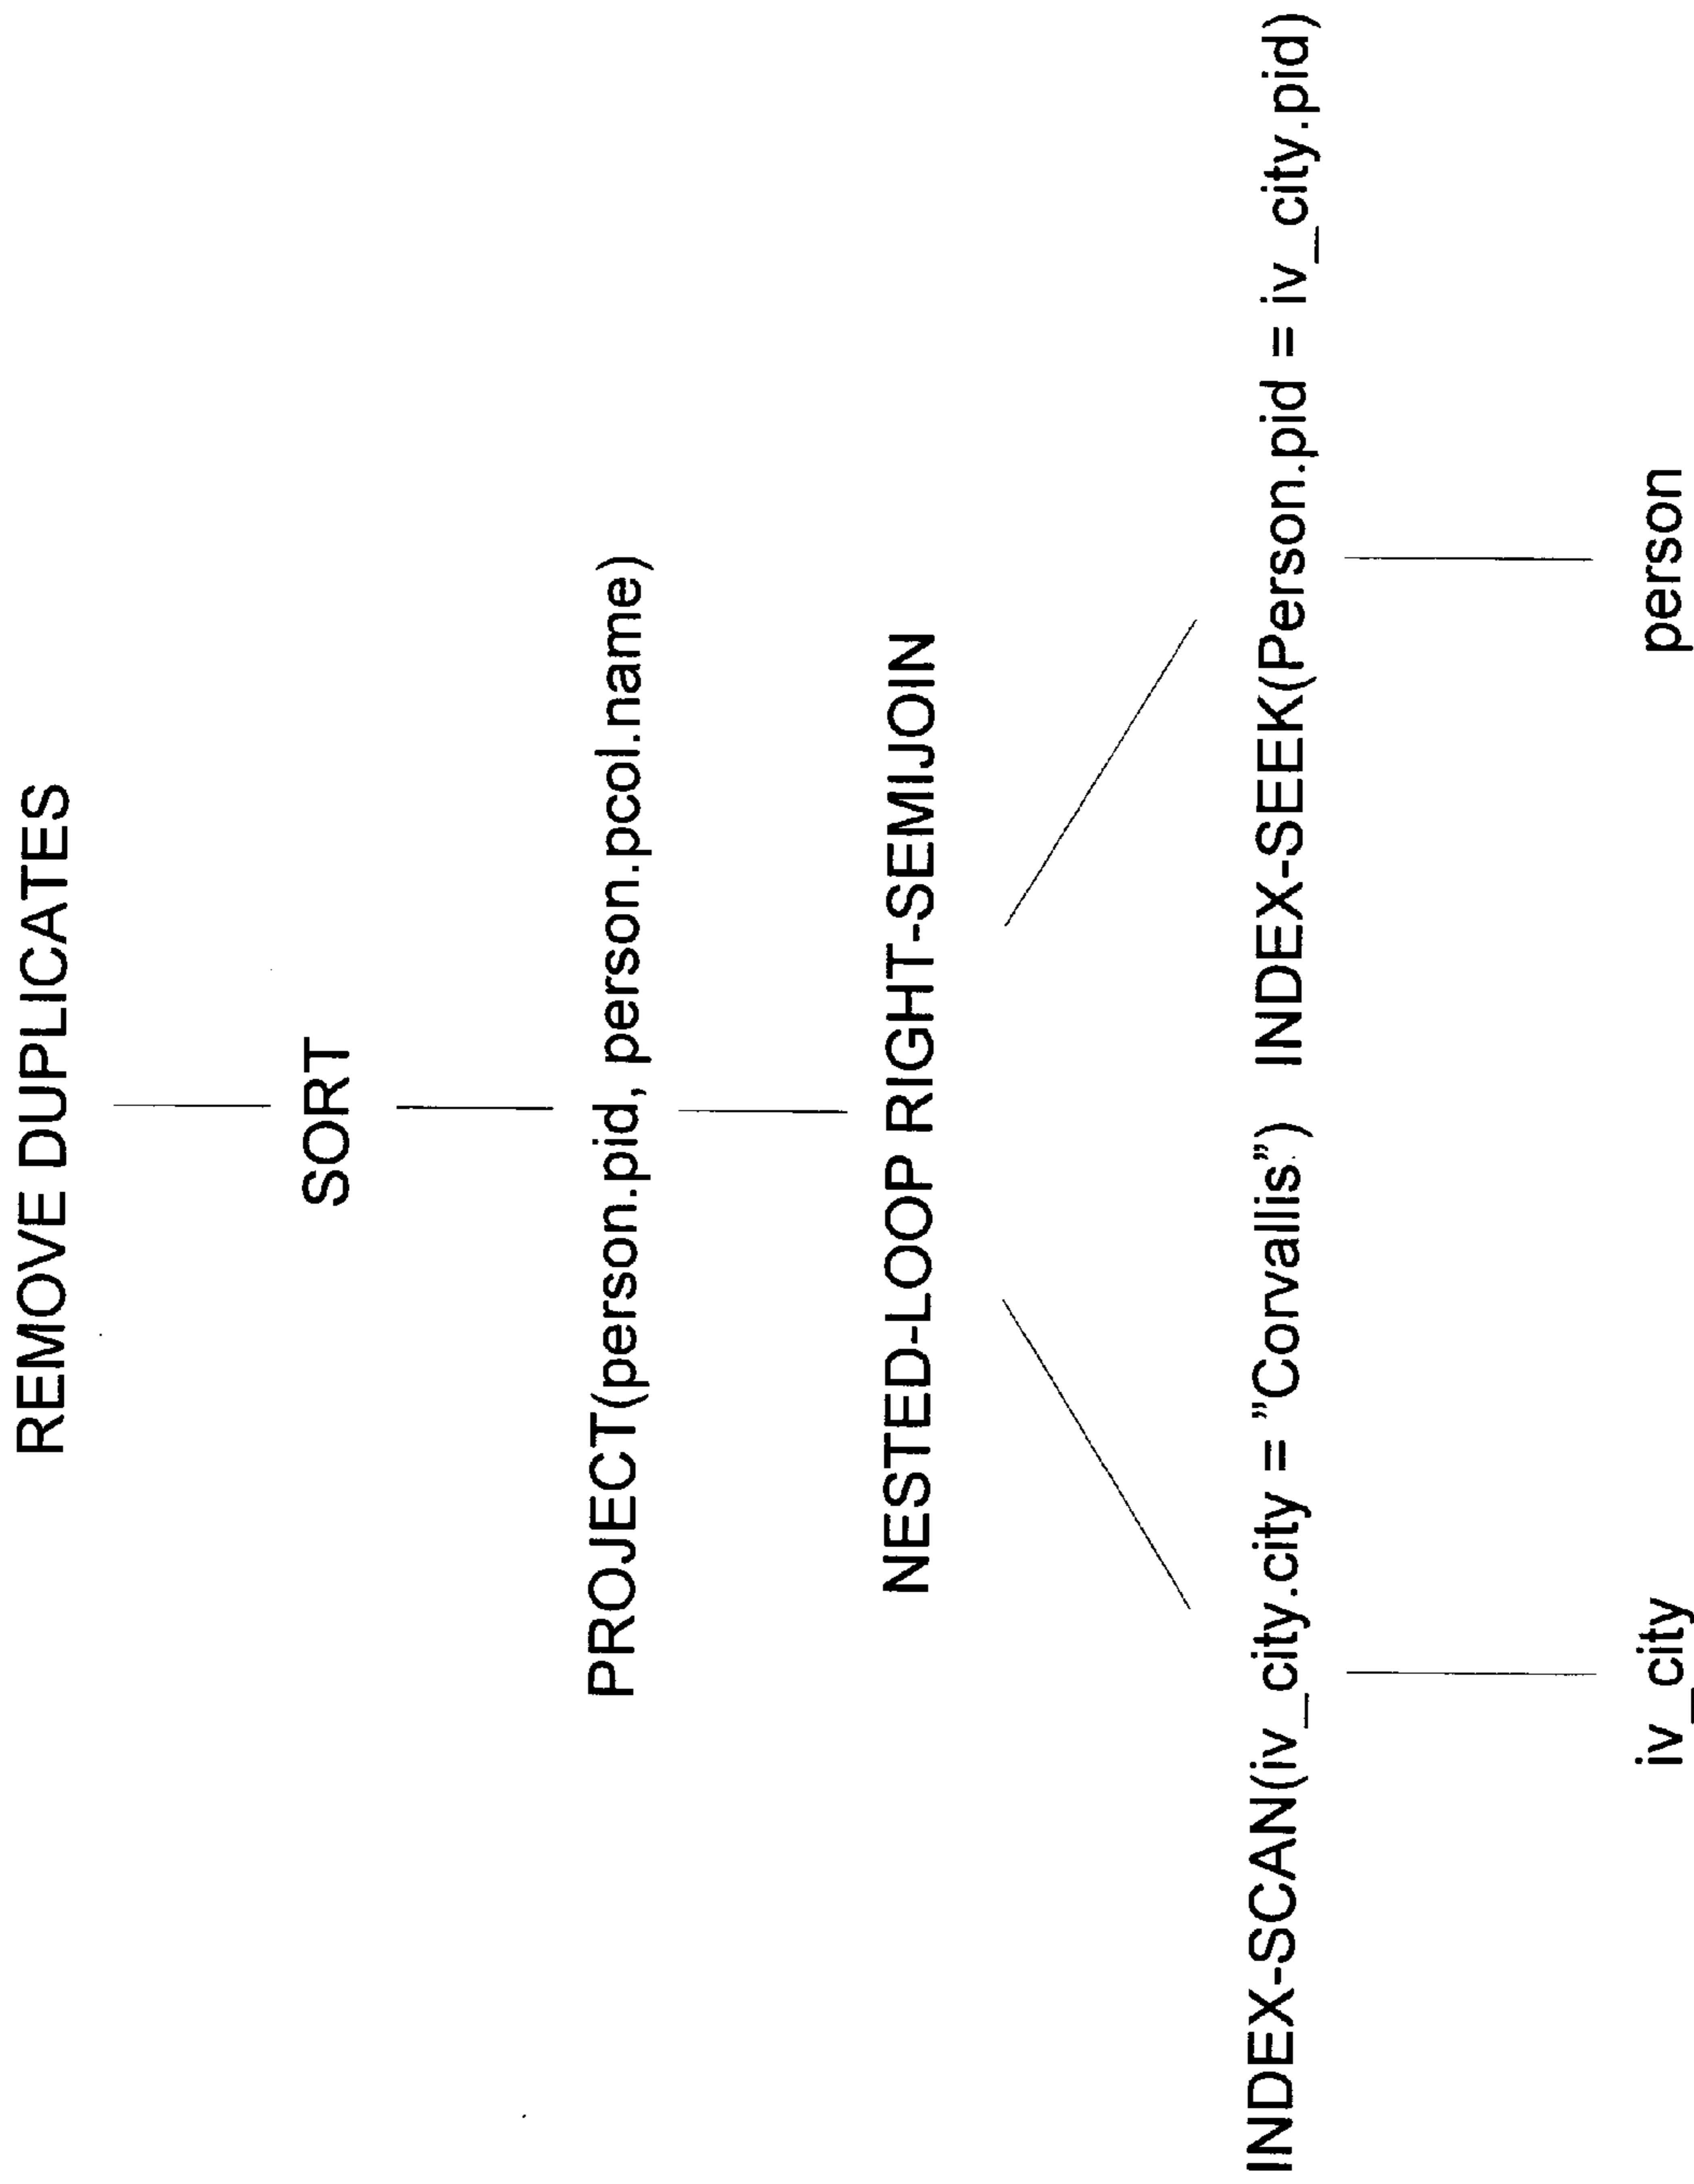 REMOVE DUPLICATES
SORT
PROJECT(person.pid, person.pcol.name)
NESTED-LOOP RIGHT-SEMIJOIN
INDEX-SCAN(iv_city.city = ”Corvallis”)
INDEX-SEEK(Person.pid = iv_city.pid)
iv_city
person